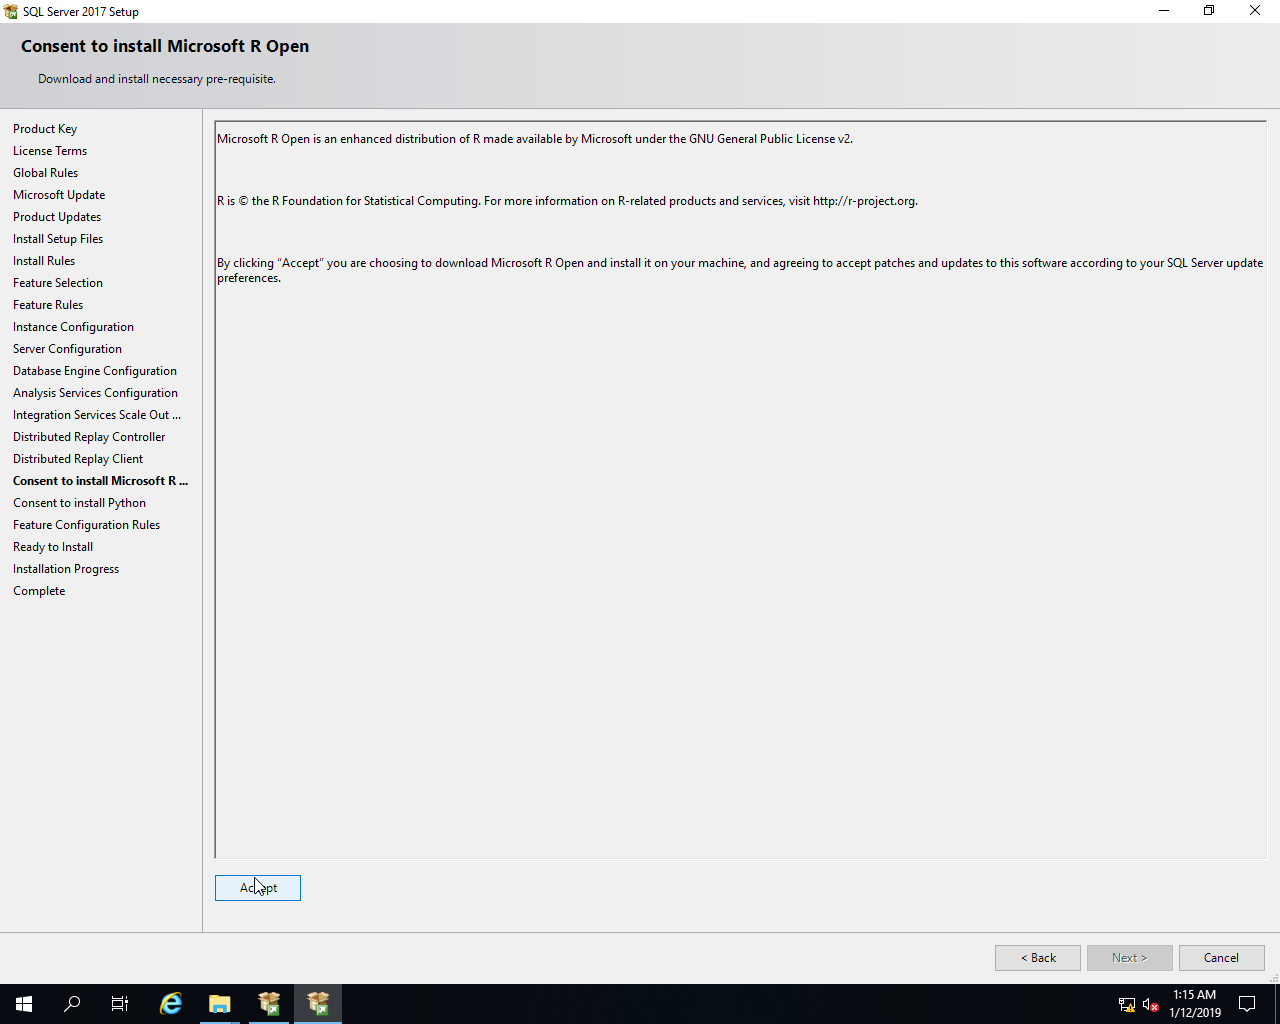 SQL Server 2017 Setup
Consent to install Microsoft R Open
Download and install necessary pre-requisite.
Product Key
License Terms
Global Rules
Microsoft Update
Product Updates
Install Setup Files
Install Rules
Feature Selection
Feature Rules
Instance Configuration
Server Configuration
Database Engine Configuration
Analysis Services Configuration
Integration Services Scale Out ...
Distributed Replay Controller
Distributed Replay Client
Consent to install Microsoft R ...
Consent to install Python
Feature Configuration Rules
Ready to Install
Installation Progress
Complete
Microsoft R Open is an enhanced distribution of R made available by Microsoft under the GNU General Public License v2.
R is © the R Foundation for Statistical Computing. For more information on R-related products and services, visit http://r-project.org.
By clicking "Accept" you are choosing to download Microsoft R Open and install it on your machine, and agreeing to accept patches and updates to this software according to your SQL Server update
preferences.
Accept
< Back
Next >
Cancel
1:15 AM
1/12/2019